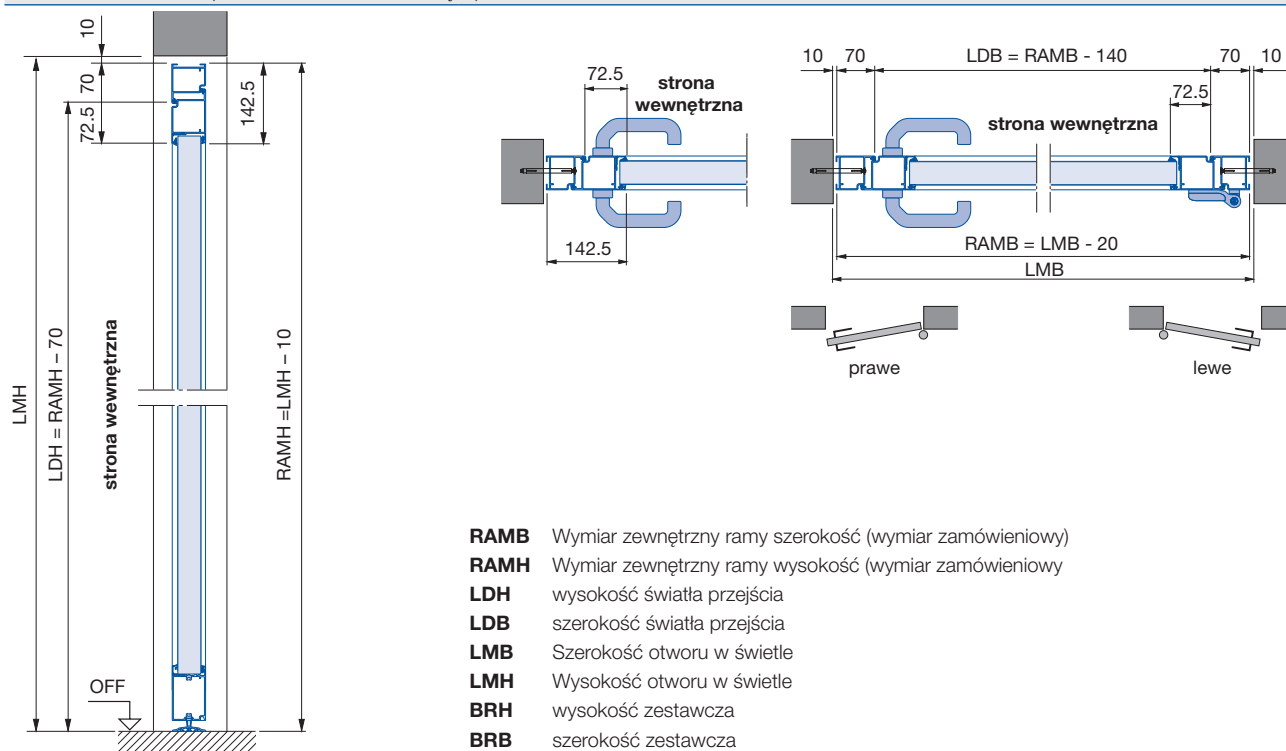 10
70
72.5
142.5
LMH
LDH = RAMH – 70
strona wewnętrzna
RAMH =LMH – 10
OFF
72.5
strona
wewnętrzna
142.5
10 70 LDB = RAMB - 140 70 10
72.5
strona wewnętrzna
RAMB = LMB - 20
LMB
prawe
lewe
RAMB Wymiar zewnętrzny ramy szerokość (wymiar zamówieniowy)
RAMH Wymiar zewnętrzny ramy wysokość (wymiar zamówieniowy
LDH wysokość światła przejścia
LDB szerokość światła przejścia
LMB Szerokość otworu w świetle
LMH Wysokość otworu w świetle
BRH wysokość zestawcza
BRB szerokość zestawcza